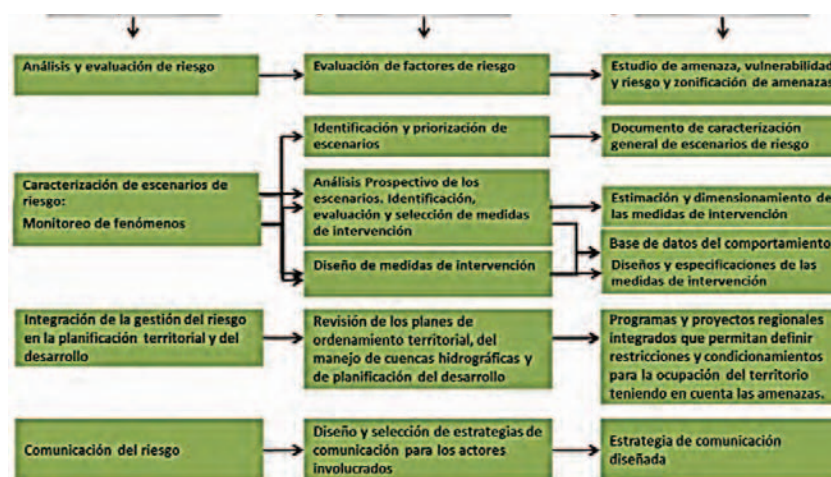 Análisis y evaluación de riesgo
Evaluación de factores de riesgo
Estudio de amenaza, vulnerabilidad
y riesgo y zonificación de amenazas
Identificación y priorización de
escenarios
Documento de caracterización
general de escenarios de riesgo
Caracterización de escenarios de
riesgo:
Monitoreo de fenómenos
Análisis Prospectivo de los
escenarios. Identificación,
evaluación y selección de medidas
de intervención
Estimación y dimensionamiento de
las medidas de intervención
Diseño de medidas de intervención
Base de datos del comportamiento
Diseños y especificaciones de las
medidas de intervención
Integración de la gestión del riesgo
en la planificación territorial y del
desarrollo
Revisión de los planes de
ordenamiento territorial, del
manejo de cuencas hidrográficas y
de planificación del desarrollo
Programas y proyectos regionales
integrados que permitan definir
restricciones y condicionamientos
para la ocupación del territorio
teniendo en cuenta las amenazas.
Comunicación del riesgo
Diseño y selección de estrategias de
comunicación para los actores
involucrados
Estrategia de comunicación
diseñada